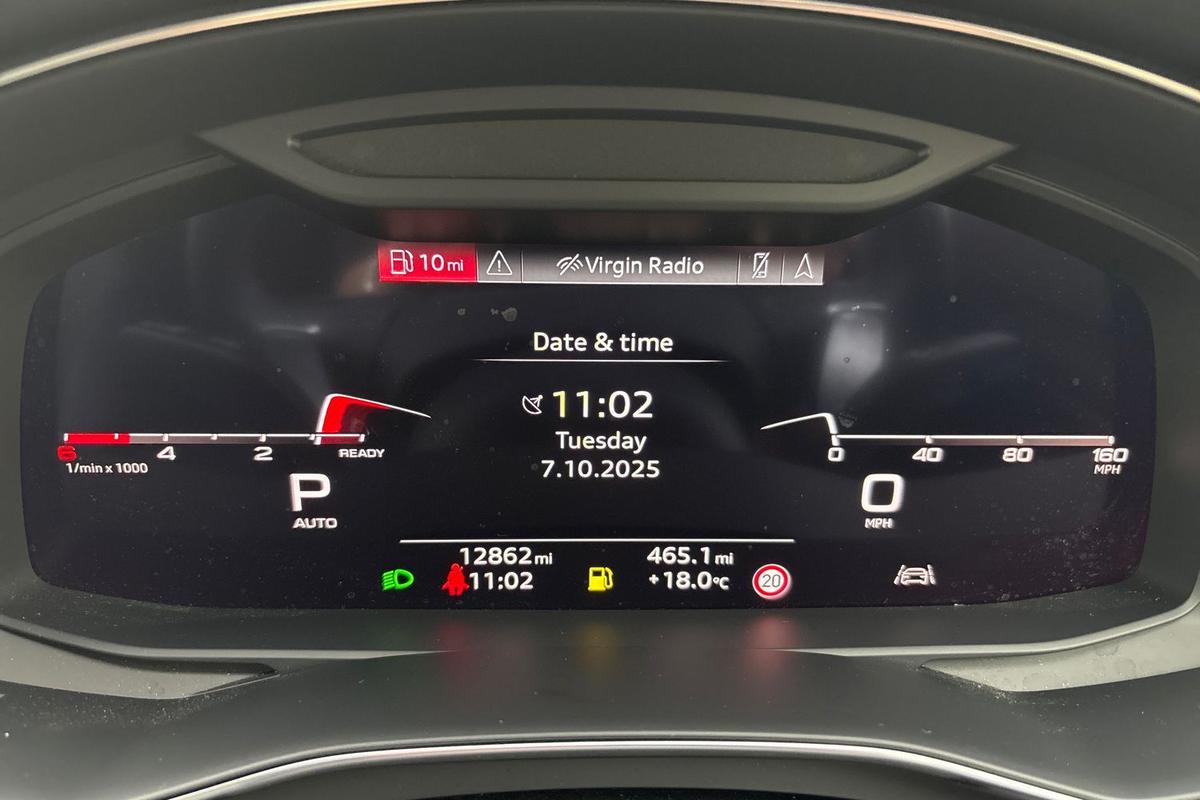 10 mi
Virgin Radio
Date & time
11:02
Tuesday
7.10.2025
6 4 2 READY
1/min x 1000
P
AUTO
0 40 80 160
MPH
0
MPH
12862 mi
11:02
465.1 mi
+18.0°C
20